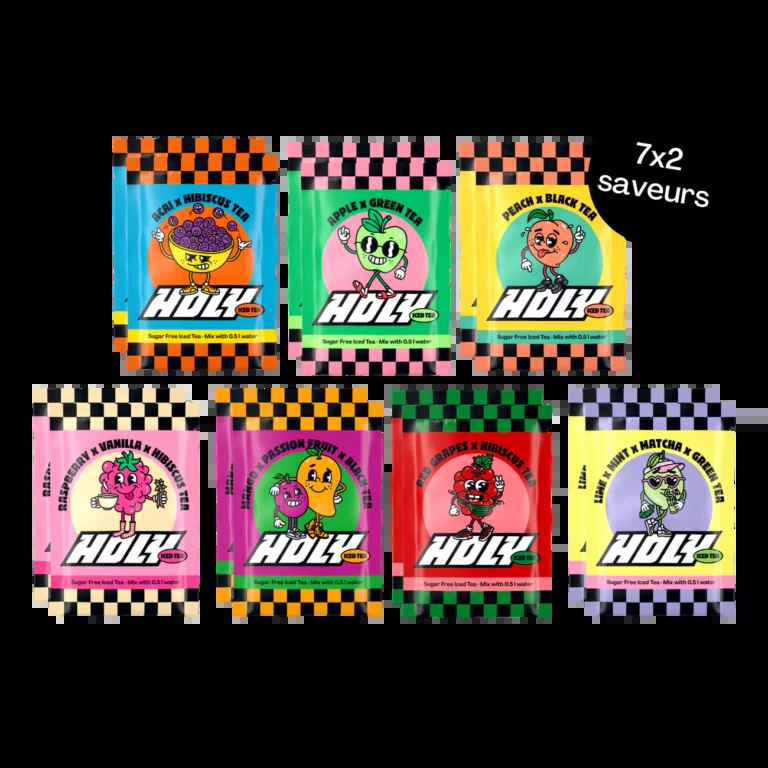 7x2
saveurs
ACAI x HIBISCUS TEA
HOLY
ICED TEA
Sugar Free Iced Tea · Mix with 0.5 l water
APPLE x GREEN TEA
HOLY
ICED TEA
Sugar Free Iced Tea · Mix with 0.5 l water
PEACH x BLACK TEA
HOLY
ICED TEA
Sugar Free Iced Tea · Mix with 0.5 l water
RASPBERRY x VANILLA x HIBISCUS TEA
HOLY
ICED TEA
Sugar Free Iced Tea · Mix with 0.5 l water
MANGO x PASSION FRUIT x BLACK TEA
HOLY
ICED TEA
Sugar Free Iced Tea · Mix with 0.5 l water
RED GRAPES x HIBISCUS TEA
HOLY
ICED TEA
Sugar Free Iced Tea · Mix with 0.5 l water
LIME x MINT x MATCHA x GREEN TEA
HOLY
ICED TEA
Sugar Free Iced Tea · Mix with 0.5 l water